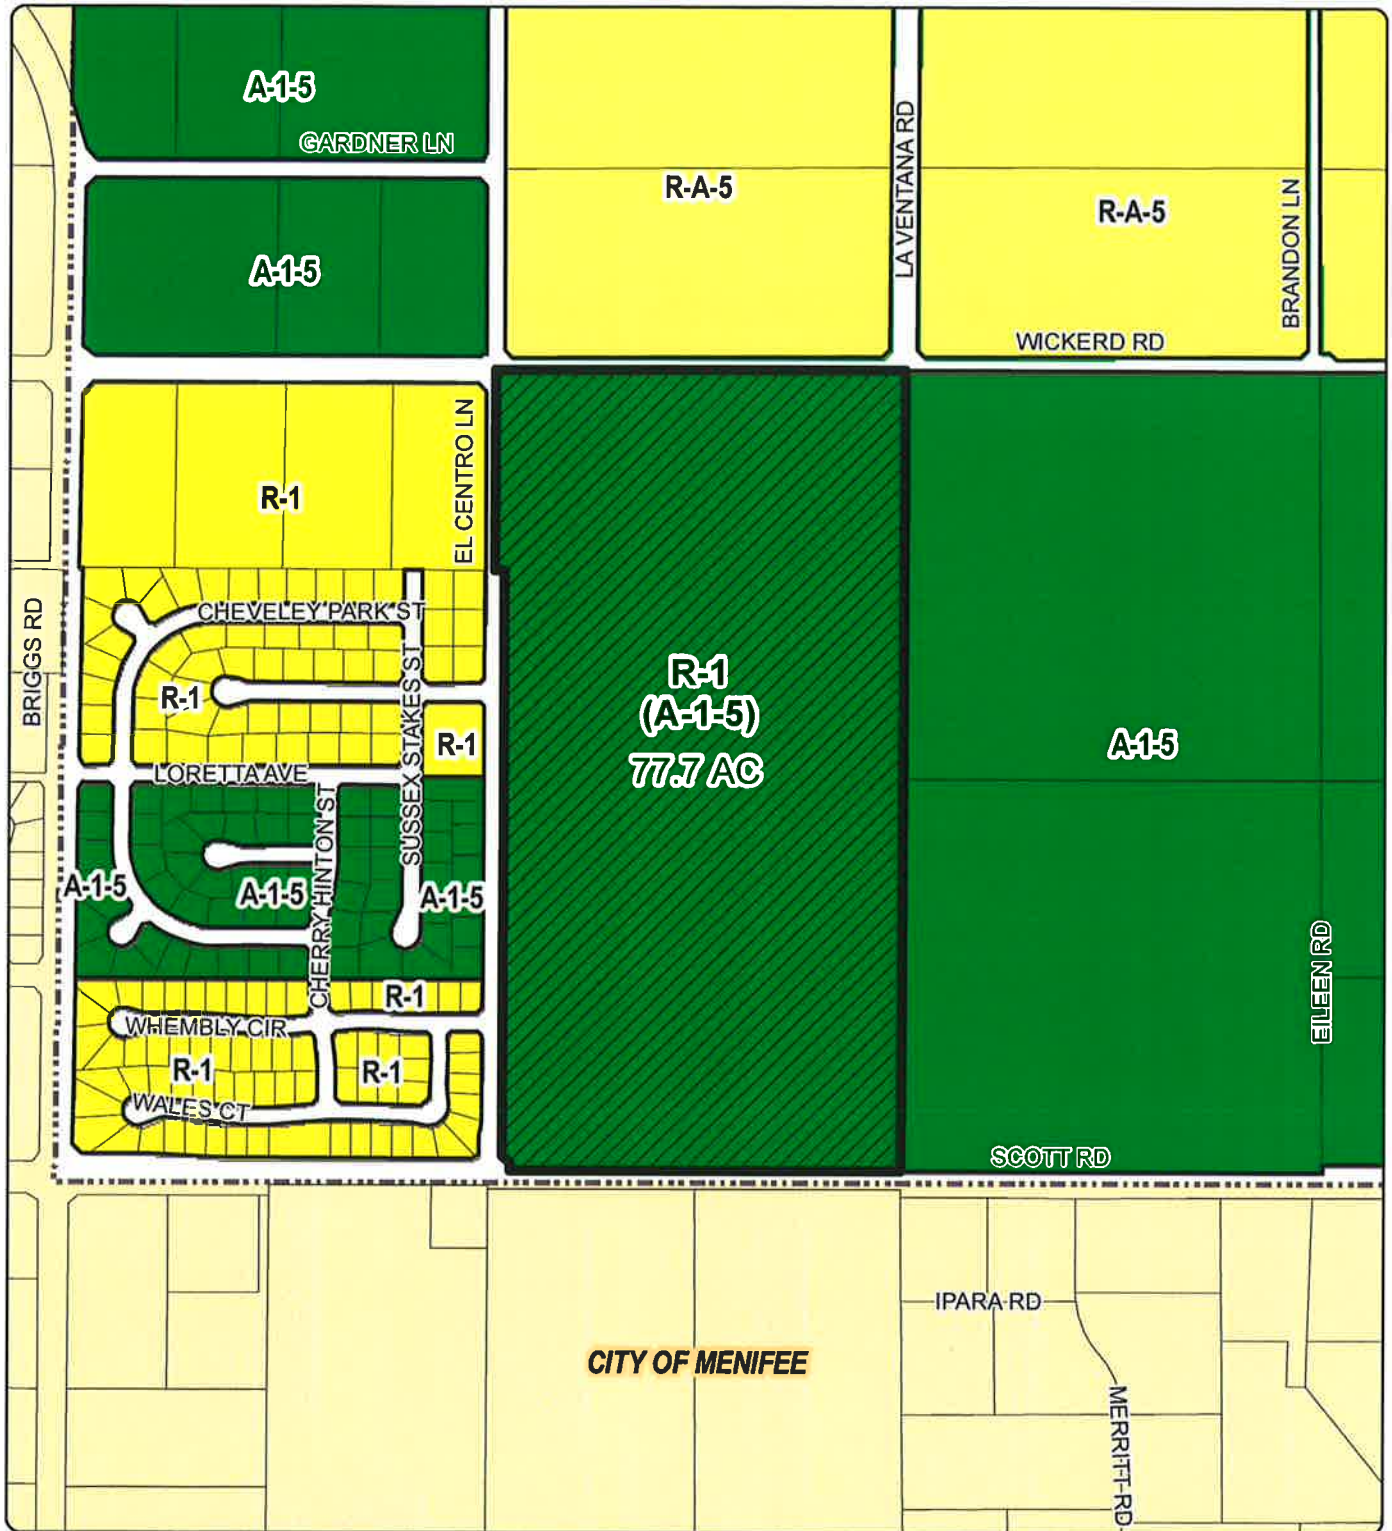 A-1-5
GARDNER LN
A-1-5
R-A-5
LA VENTANA RD
R-A-5
BRANDON LN
WICKERD RD
R-1
EL CENTRO LN
BRIGGS RD
CHEVELEY PARK ST
R-1
SUSSEX STAKES ST
R-1
LORETTA AVE
CHERRY HINTON ST
A-1-5
A-1-5
A-1-5
R-1
WHEMBLY CIR
R-1
R-1
WALES CT
R-1
(A-1-5)
77.7 AC
A-1-5
EILEEN RD
SCOTT RD
IPARA RD
CITY OF MENIFEE
MERRITT RD